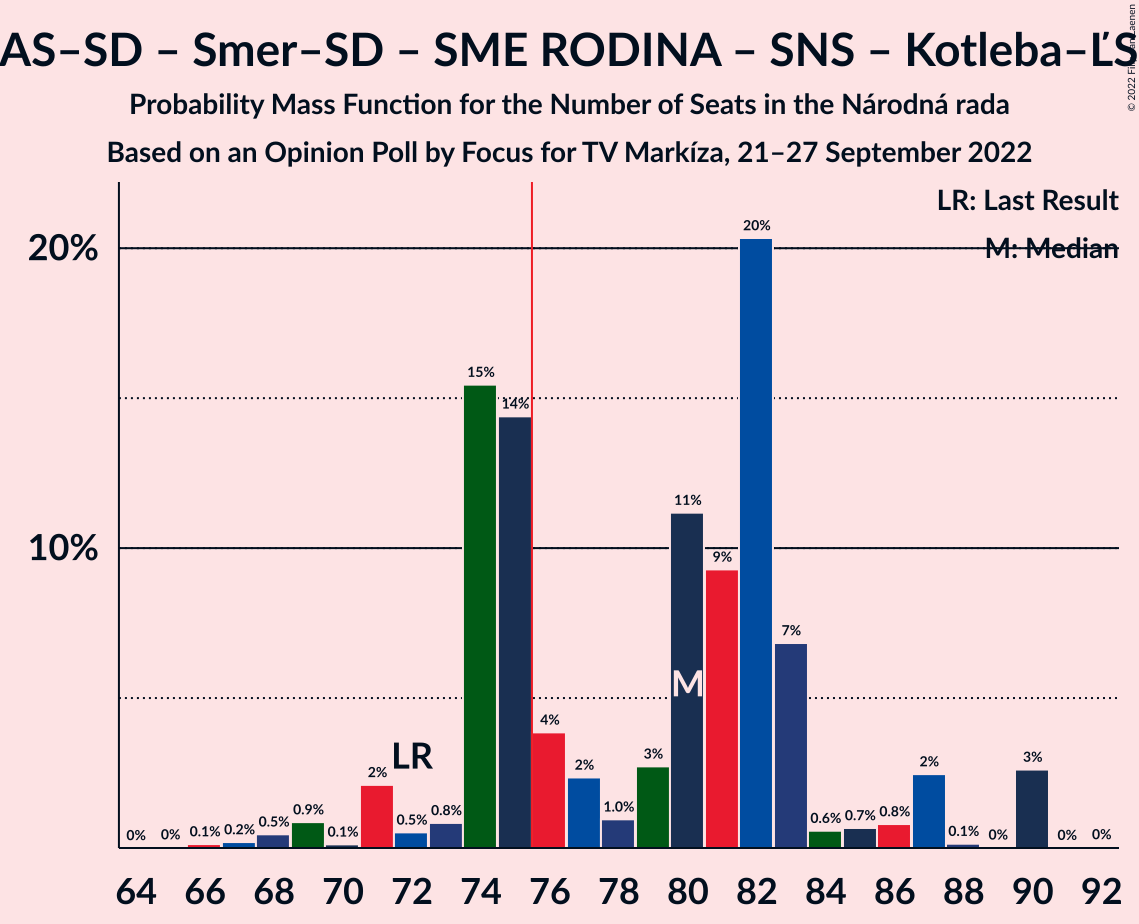 AS–SD – Smer–SD – SME RODINA – SNS – Kotleba–ĽS
Probability Mass Function for the Number of Seats in the Národná rada
Based on an Opinion Poll by Focus for TV Markíza, 21–27 September 2022
LR: Last Result
M: Median
20%
10%
0% 0% 0.1% 0.2% 0.5% 0.9% 0.1% 2% 0.5% 0.8% 15% 14% 4% 2% 1.0% 3% 11% 9% 20% 7% 0.6% 0.7% 0.8% 2% 0.1% 0% 3% 0% 0%
LR
M
64 66 68 70 72 74 76 78 80 82 84 86 88 90 92
© 2022